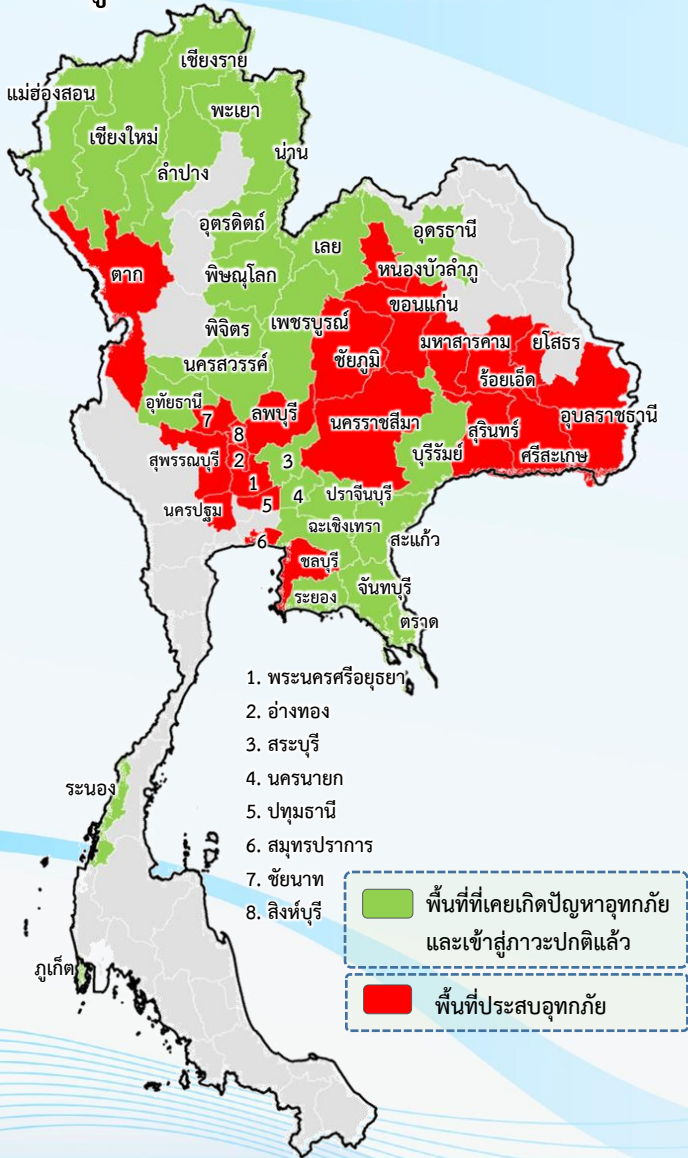 เชียงราย
แม่ฮ่องสอน
พะเยา
เชียงใหม่
น่าน
ลำปาง
อุตรดิตถ์
อุดรธานี
เลย
ตาก
พิษณุโลก
หนองบัวลำภู
ขอนแก่น
พิจิตร
เพชรบูรณ์
มหาสารคาม
ยโสธร
ชัยภูมิ
นครสวรรค์
ร้อยเอ็ด
อุทัยธานี
7
ลพบุรี
นครราชสีมา
อุบลราชธานี
8
สุรินทร์
สุพรรณบุรี
2
3
บุรีรัมย์
ศรีสะเกษ
1
4
ปราจีนบุรี
นครปฐม
5
ฉะเชิงเทรา
สระแก้ว
6
ชลบุรี
จันทบุรี
ระยอง
ตราด
1. พระนครศรีอยุธยา
2. อ่างทอง
3. สระบุรี
4. นครนายก
5. ปทุมธานี
6. สมุทรปราการ
7. ชัยนาท
8. สิงห์บุรี
ระนอง
ภูเก็ต
พื้นที่ที่เคยเกิดปัญหาอุทกภัย
และเข้าสู่ภาวะปกติแล้ว
พื้นที่ประสบอุทกภัย